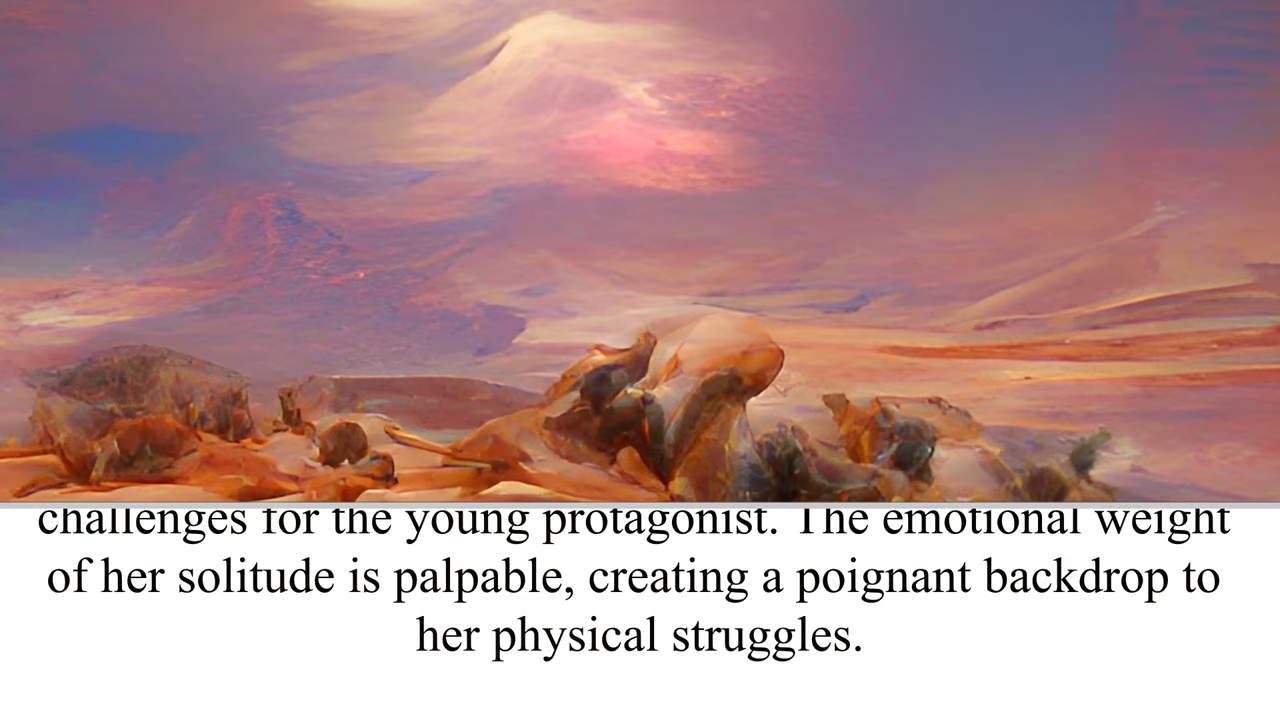 challenges for the young protagonist. The emotional weight
of her solitude is palpable, creating a poignant backdrop to
her physical struggles.